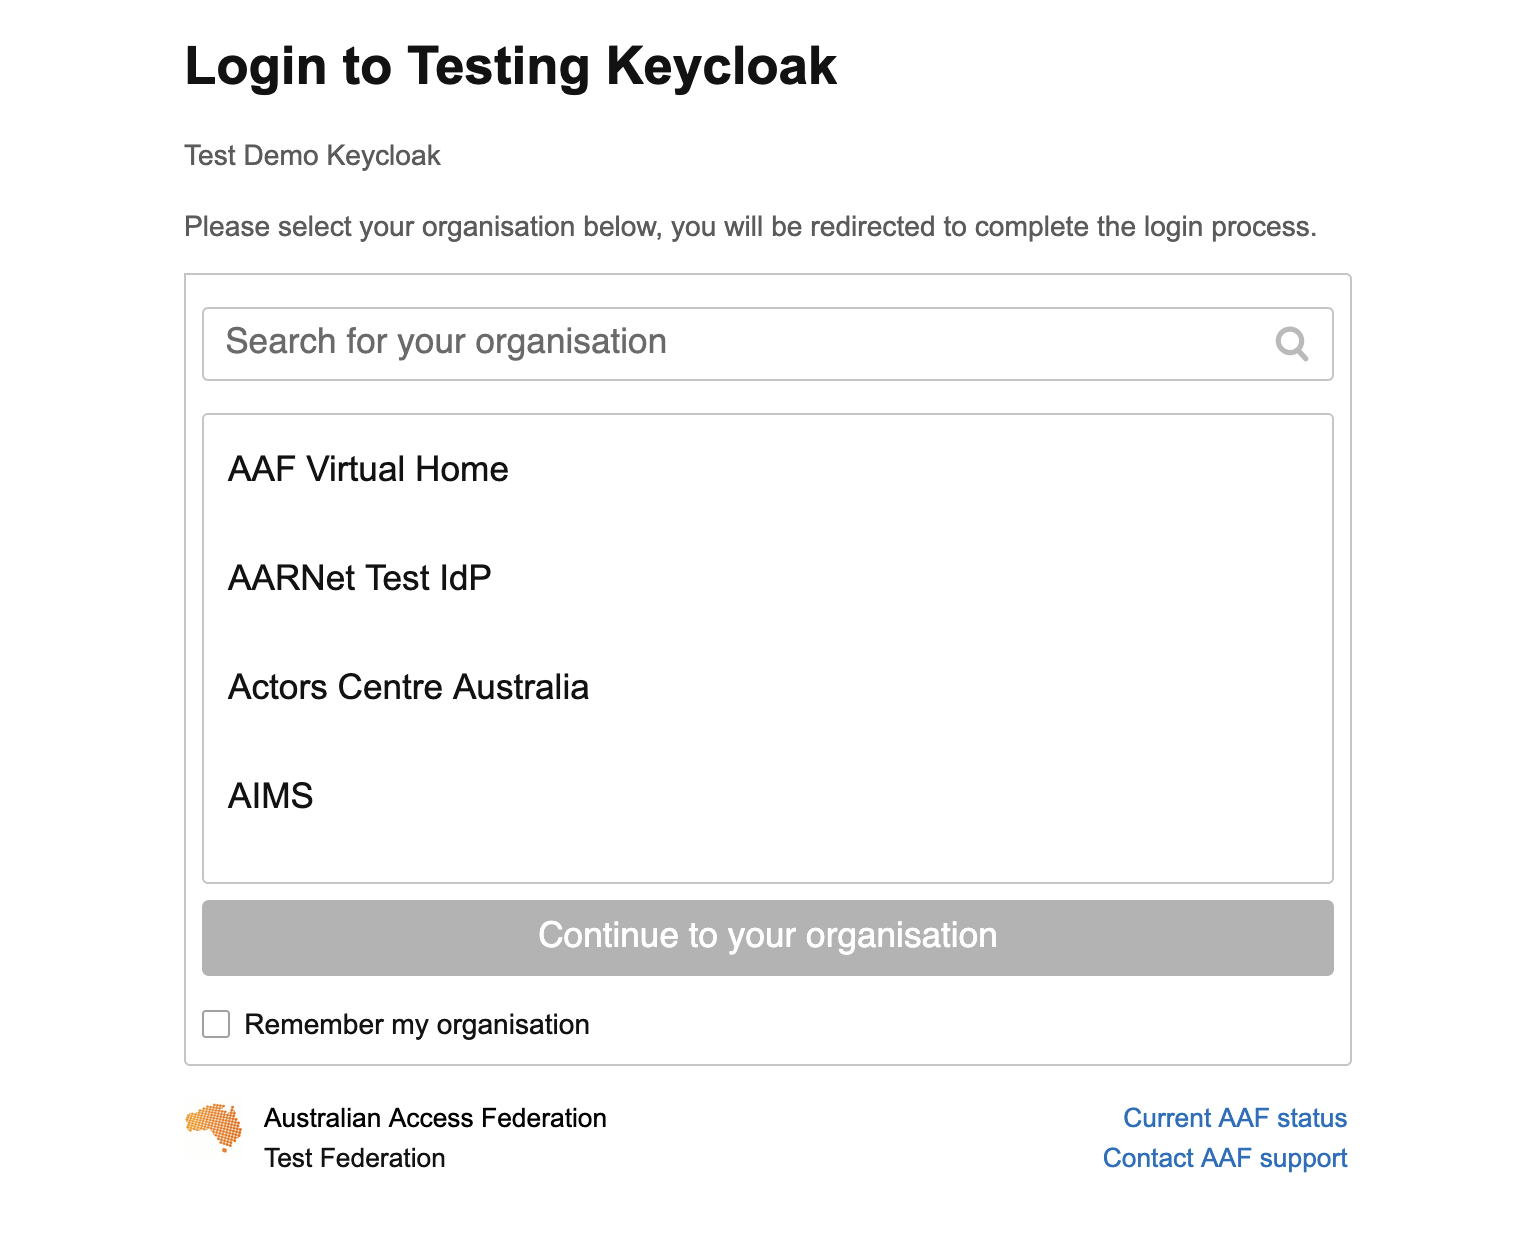 Login to Testing Keycloak
Test Demo Keycloak
Please select your organisation below, you will be redirected to complete the login process.
Search for your organisation
AAF Virtual Home
AARNet Test IdP
Actors Centre Australia
AIMS
Continue to your organisation
Remember my organisation
Australian Access Federation
Test Federation
Current AAF status
Contact AAF support